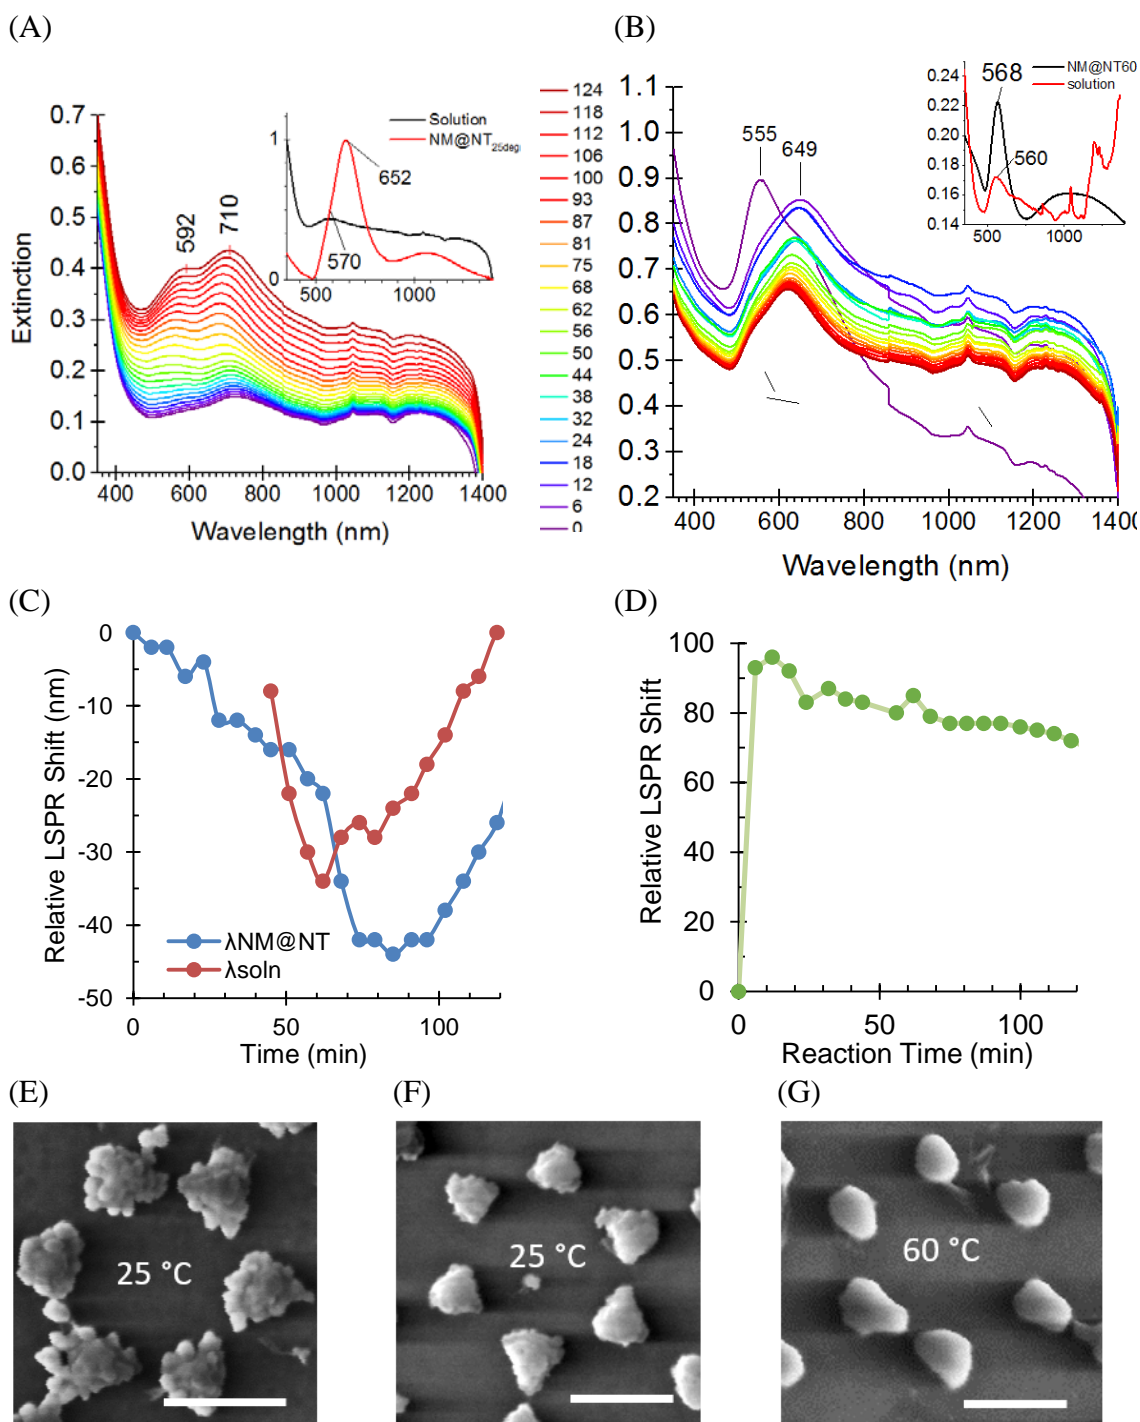 (A)
0.7
0.6
0.5
0.4
0.3
0.2
0.1
0.0
Extinction
400 600 800 1000 1200 1400
Wavelength (nm)
592
710
1
0
500 1000
Solution
NM@NT25deg
652
570
124
118
112
106
100
93
87
81
75
68
62
56
50
44
38
32
24
18
12
6
0
(B)
1.1
1.0
0.9
0.8
0.7
0.6
0.5
0.4
0.3
0.2
400 600 800 1000 1200 1400
Wavelength (nm)
555
649
0.24
0.22
0.20
0.18
0.16
0.14
500 1000
568
560
NM@NT60
solution
(C)
0
-10
-20
-30
-40
-50
Relative LSPR Shift (nm)
λNM@NT
λsoln
0 50 100
Time (min)
(D)
100
80
60
40
20
0
Relative LSPR Shift
0 50 100
Reaction Time (min)
(E)
25 °C
(F)
25 °C
(G)
60 °C